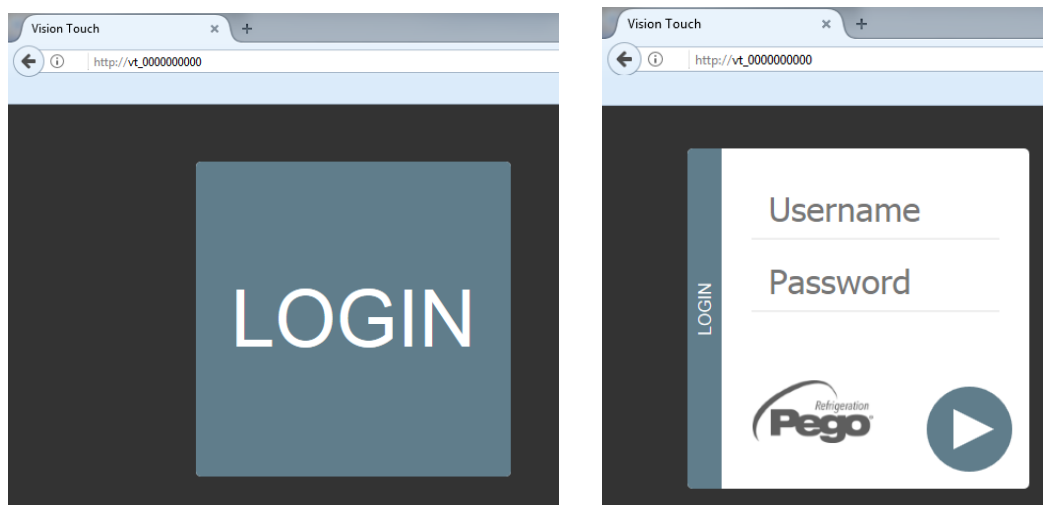 Vision Touch
http://vt_0000000000
LOGIN
Vision Touch
http://vt_0000000000
LOGIN
Username
Password
Refrigeration
Pego